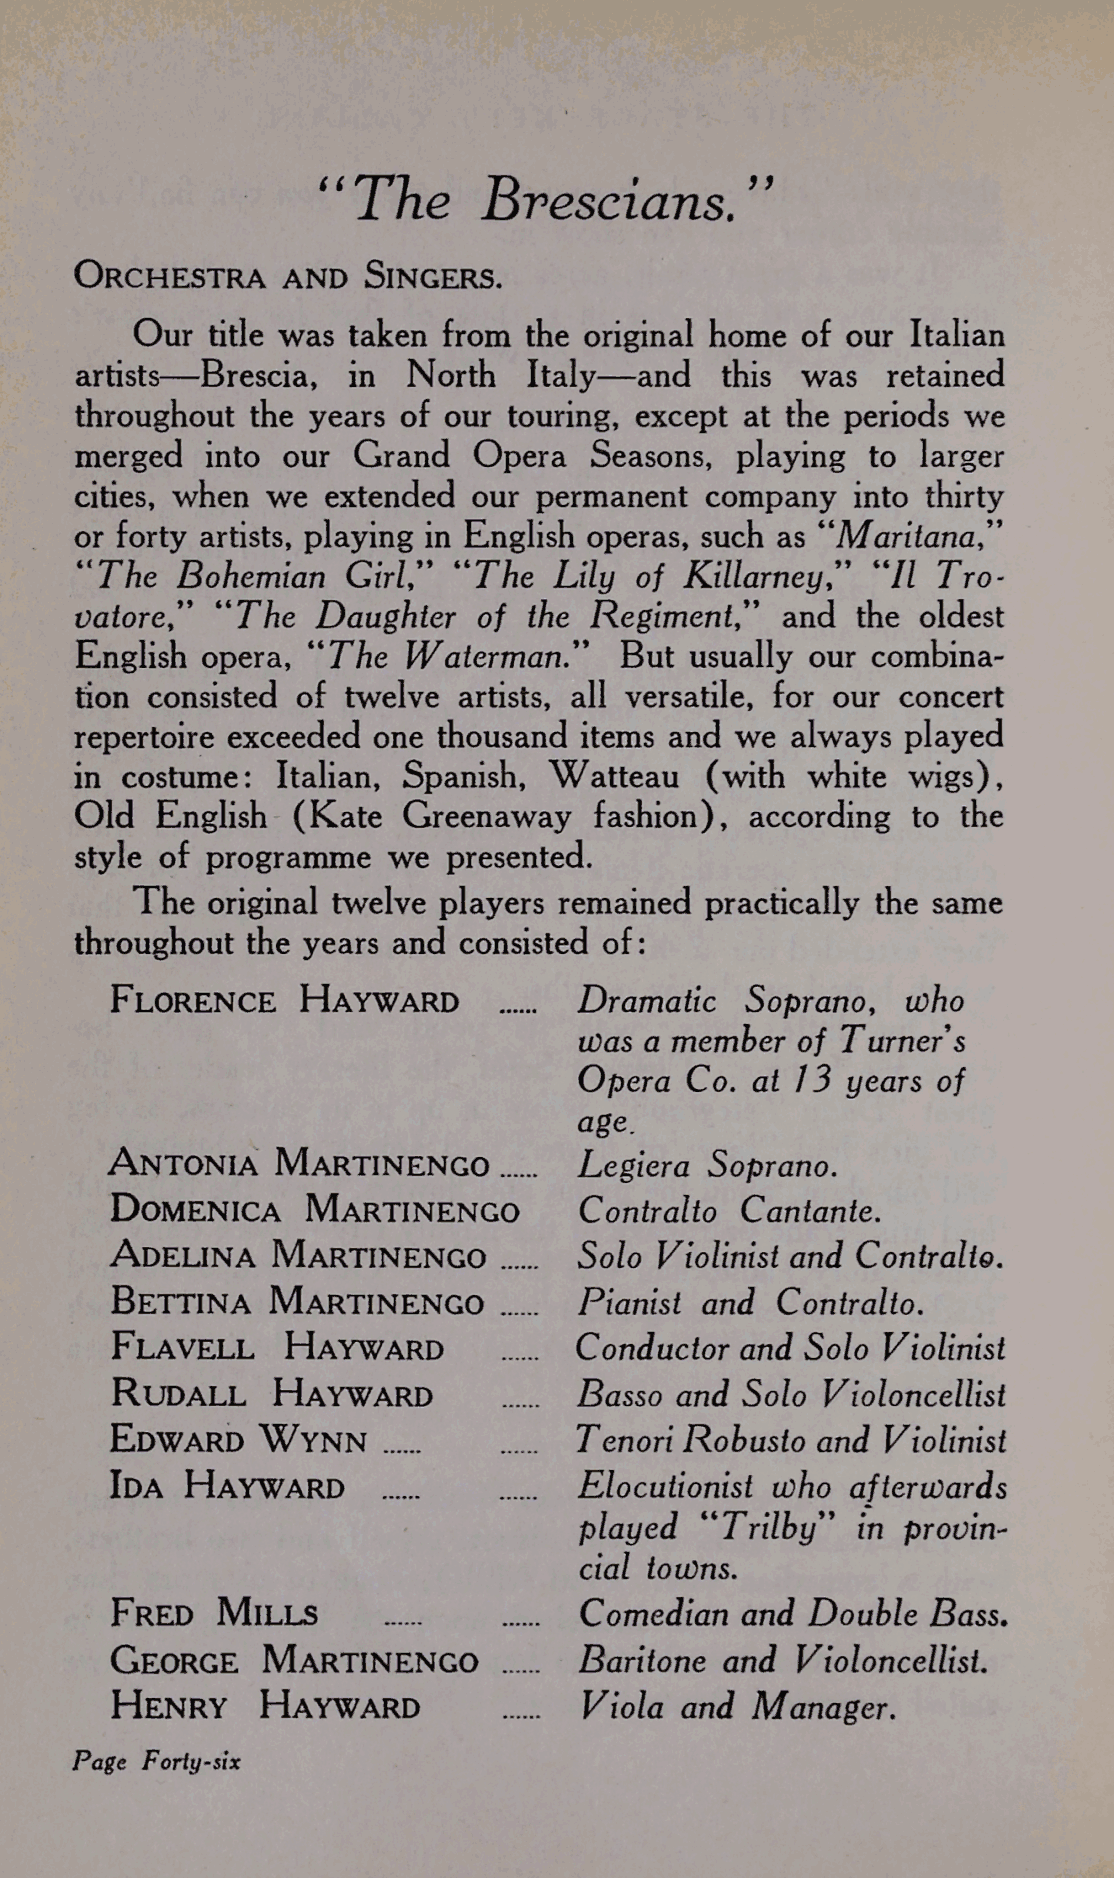 “The Brescians.”
ORCHESTRA AND SINGERS.
Our title was taken from the original home of our Italian
artists—Brescia, in North Italy—and this was retained
throughout the years of our touring, except at the periods we
merged into our Grand Opera Seasons, playing to larger
cities, when we extended our permanent company into thirty
or forty artists, playing in English operas, such as “Maritana,”
“The Bohemian Girl,” “The Lily of Killarney,” “Il Tro-
vatore,” “The Daughter of the Regiment,” and the oldest
English opera, “The Waterman.” But usually our combina-
tion consisted of twelve artists, all versatile, for our concert
repertoire exceeded one thousand items and we always played
in costume: Italian, Spanish, Watteau (with white wigs),
Old English (Kate Greenaway fashion), according to the
style of programme we presented.
The original twelve players remained practically the same
throughout the years and consisted of:
FLORENCE HAYWARD ...... Dramatic Soprano, who
was a member of Turner’s
Opera Co. at 13 years of
age.
ANTONIA MARTINENGO ...... Legiera Soprano.
DOMENICA MARTINENGO Contralto Cantante.
ADELINA MARTINENGO ...... Solo Violinist and Contralto.
BETTINA MARTINENGO ...... Pianist and Contralto.
FLAVELL HAYWARD ...... Conductor and Solo Violinist
RUDALL HAYWARD ...... Basso and Solo Violoncellist
EDWARD WYNN ...... ...... Tenori Robusto and Violinist
IDA HAYWARD ...... ...... Elocutionist who afterwards
played “Trilby” in provin-
cial towns.
FRED MILLS ...... ...... Comedian and Double Bass.
GEORGE MARTINENGO ...... Baritone and Violoncellist.
HENRY HAYWARD ...... Viola and Manager.
Page Forty-six